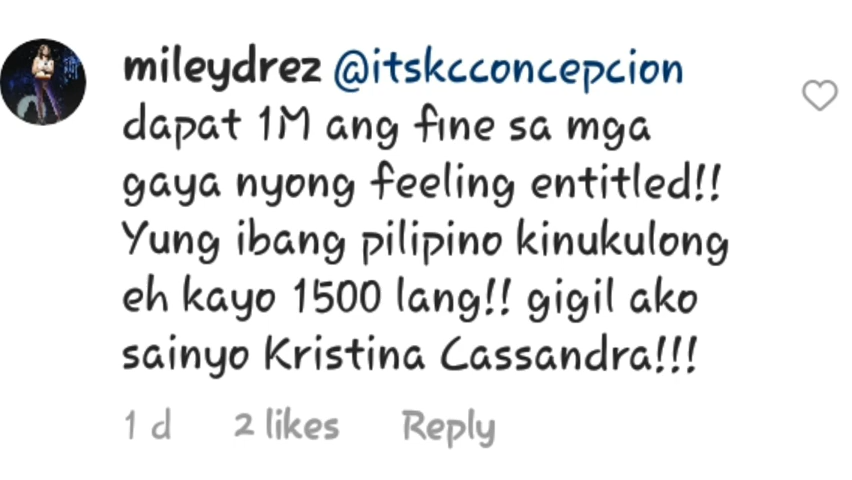 mileydrez @itskcconcepcion
dapat 1M ang fine sa mga
gaya nyong feeling entitled!!
Yung ibang pilipino kinukulong
eh kayo 1500 lang!! gigil ako
sainyo Kristina Cassandra!!!
1 d 2 likes Reply